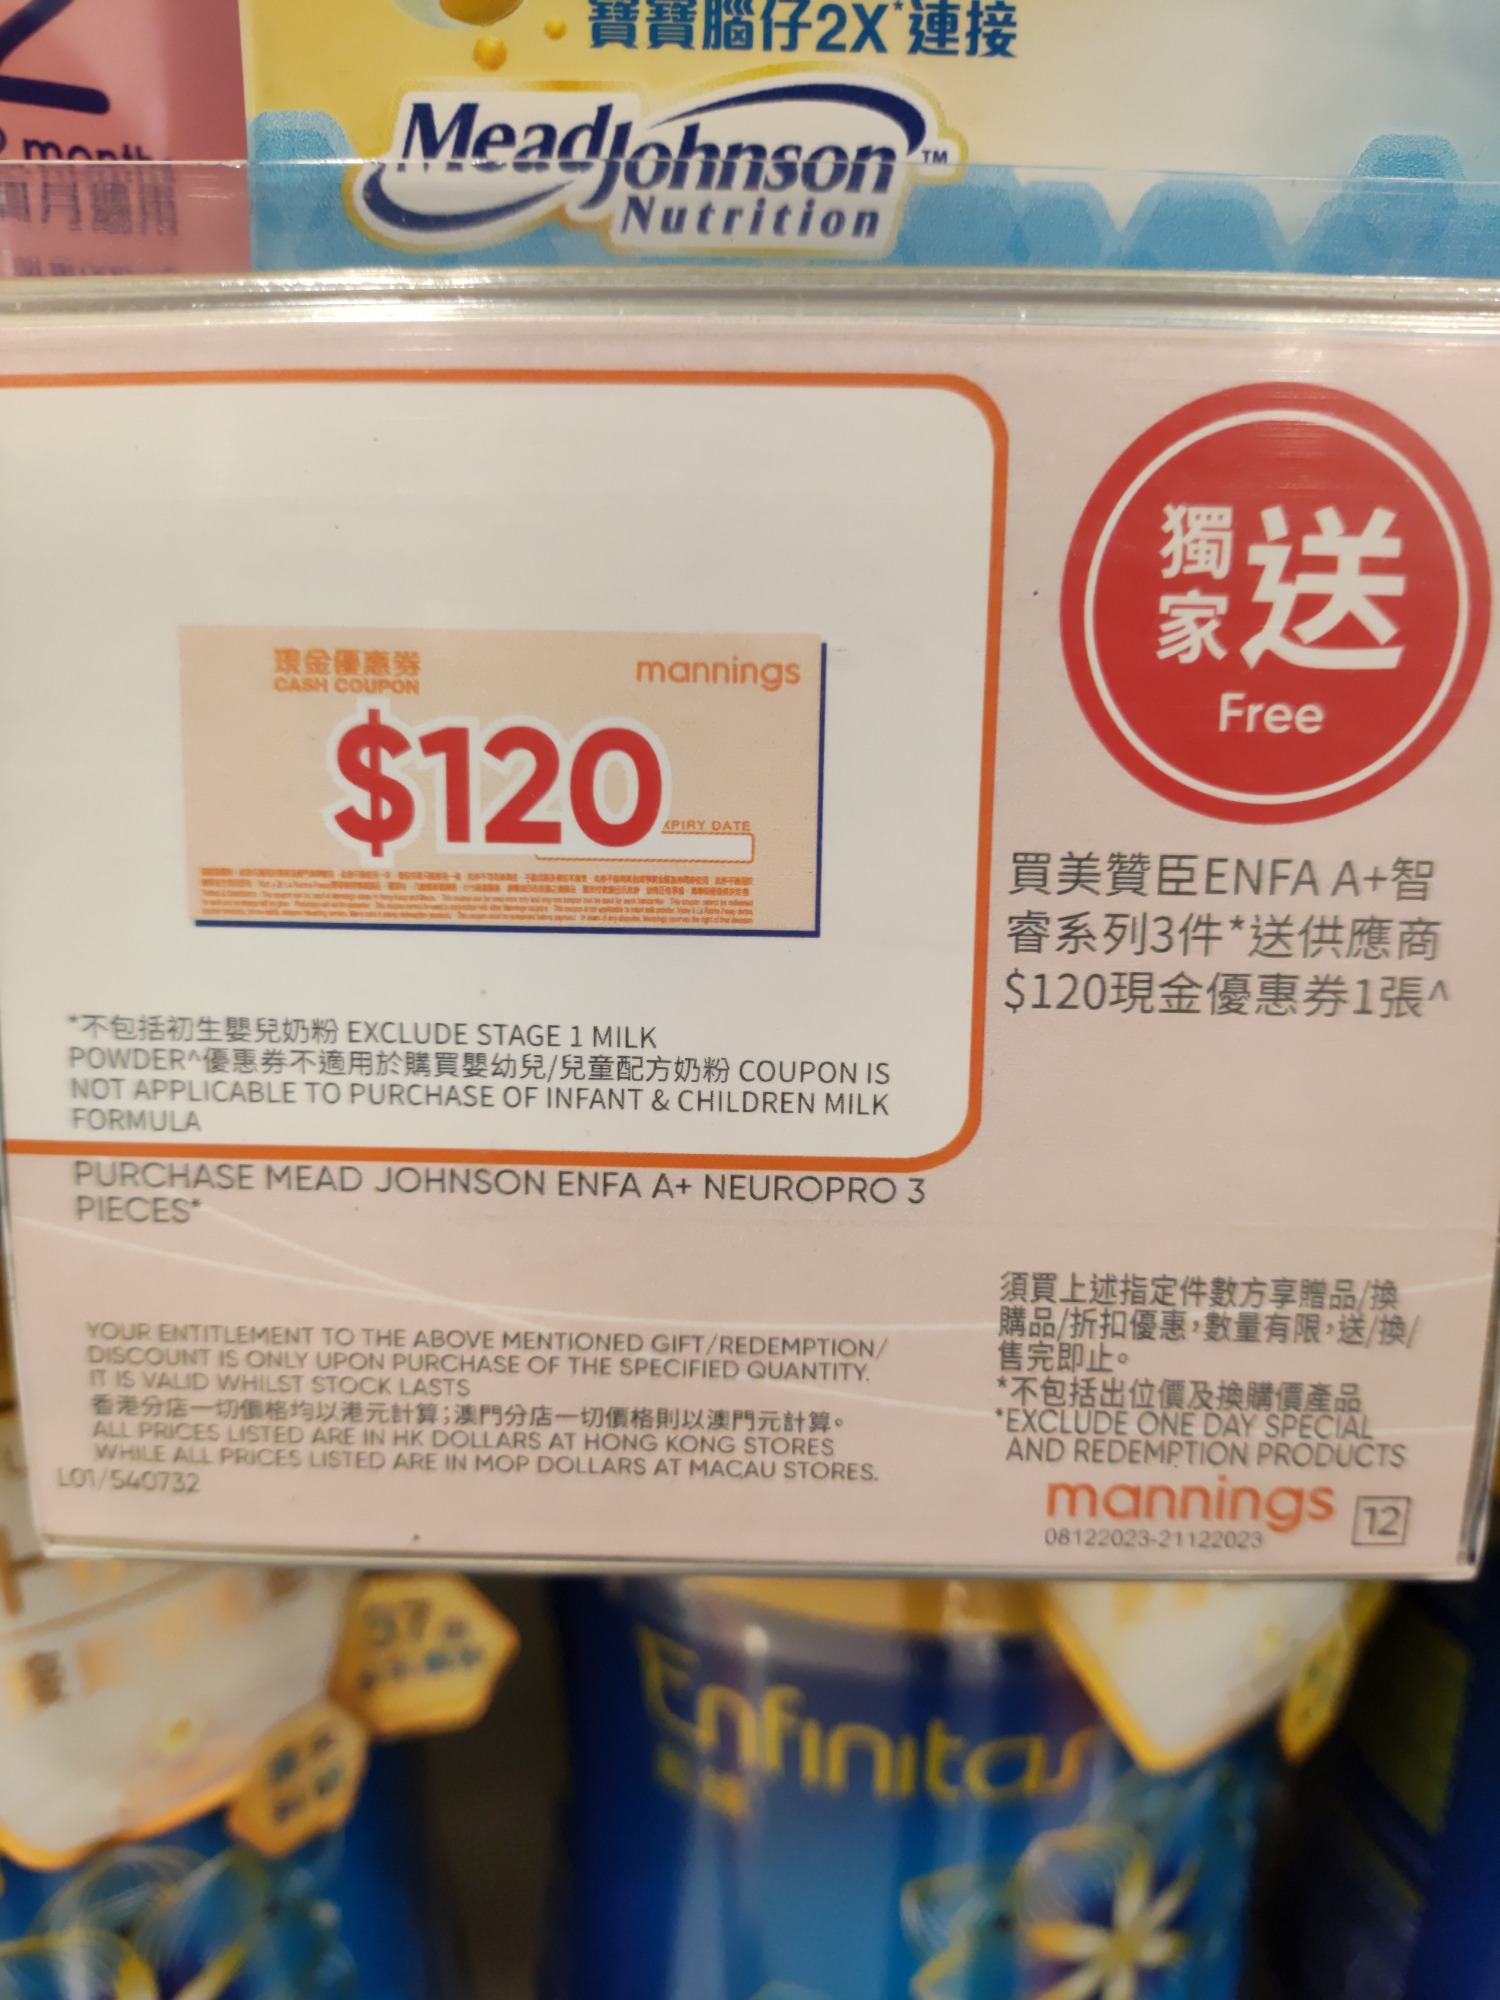 寶寶腦仔2X*連接
MeadJohnson™
Nutrition
2
month
現金優惠券
CASH COUPON
mannings
$120
XPIRY DATE
獨家送
Free
買美贊臣ENFA A+智
睿系列3件*送供應商
$120現金優惠券1張^
*不包括初生嬰兒奶粉 EXCLUDE STAGE 1 MILK
POWDER^優惠券不適用於購買嬰幼兒/兒童配方奶粉 COUPON IS
NOT APPLICABLE TO PURCHASE OF INFANT & CHILDREN MILK
FORMULA
PURCHASE MEAD JOHNSON ENFA A+ NEUROPRO 3
PIECES*
YOUR ENTITLEMENT TO THE ABOVE MENTIONED GIFT/REDEMPTION/
DISCOUNT IS ONLY UPON PURCHASE OF THE SPECIFIED QUANTITY.
IT IS VALID WHILST STOCK LASTS
香港分店一切價格均以港元計算;澳門分店一切價格則以澳門元計算。
ALL PRICES LISTED ARE IN HK DOLLARS AT HONG KONG STORES
WHILE ALL PRICES LISTED ARE IN MOP DOLLARS AT MACAU STORES.
L01/540732
須買上述指定件數方享贈品/換
購品/折扣優惠,數量有限,送/換/
售完即止。
*不包括出位價及換購價產品
*EXCLUDE ONE DAY SPECIAL
AND REDEMPTION PRODUCTS
mannings
12
08122023-21122023
Enfinitas